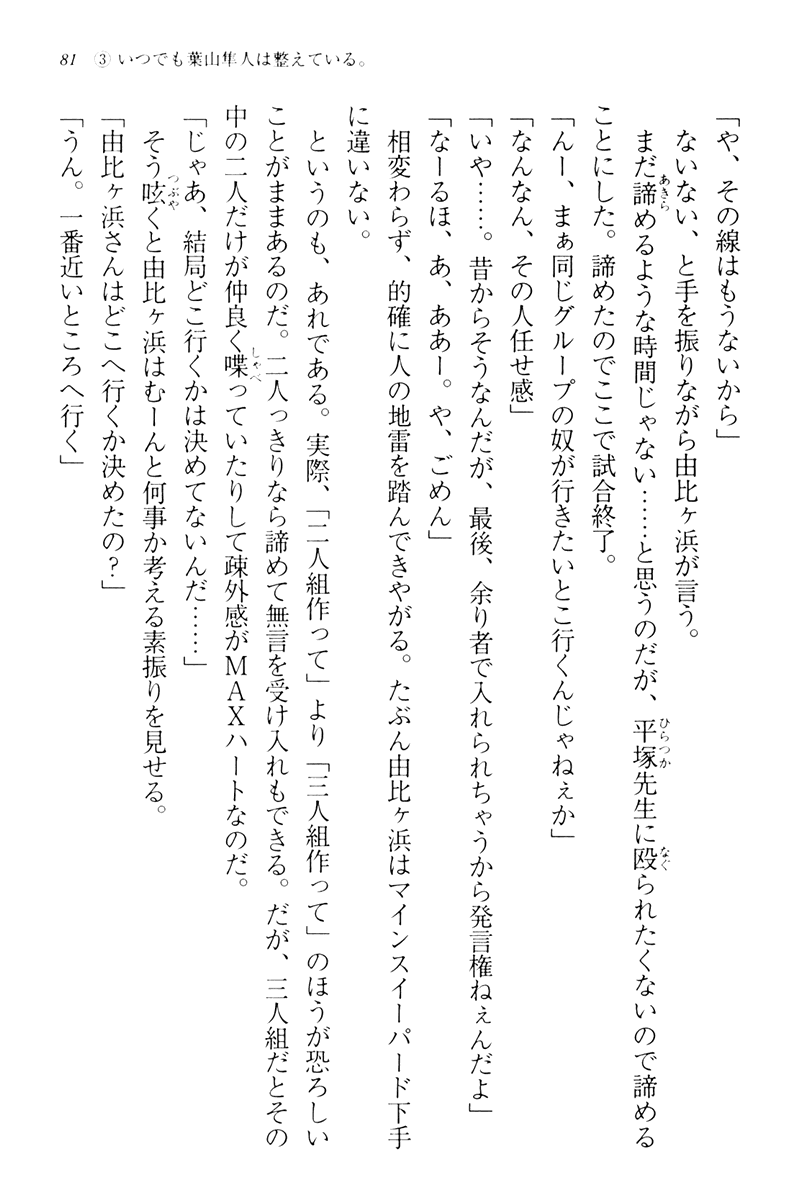 81 ③ いつでも葉山隼人は整えている。
「や、その線はもうないから」
ないない、と手を振りながら由比ヶ浜が言う。
まだ諦めるような時間じゃない……と思うのだが、平塚先生に殴られたくないので諦める
ことにした。諦めたのでここで試合終了。
「んー、まぁ同じグループの奴が行きたいとこ行くんじゃねぇか」
「なんなん、その人任せ感」
「いや……。昔からそうなんだが、最後、余り者で入れられちゃうから発言権ねぇんだよ」
「なーるほ、あ、ああー。や、ごめん」
相変わらず、的確に人の地雷を踏んできやがる。たぶん由比ヶ浜はマインスイーパード下手
に違いない。
というのも、あれである。実際、「二人組作って」より「三人組作って」のほうが恐ろしい
ことがままあるのだ。二人っきりなら諦めて無言を受け入れもできる。だが、三人組だとその
中の二人だけが仲良く喋っていたりして疎外感がMAXハートなのだ。
「じゃあ、結局どこ行くかは決めてないんだ……」
そう呟くと由比ヶ浜はむーんと何事か考える素振りを見せる。
「由比ヶ浜さんはどこへ行くか決めたの?」
「うん。一番近いところへ行く」